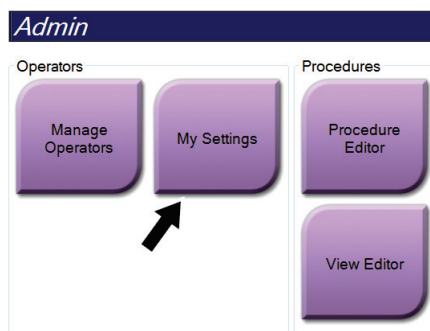 Admin
Operators
Manage
Operators
My Settings
Procedures
Procedure
Editor
View Editor